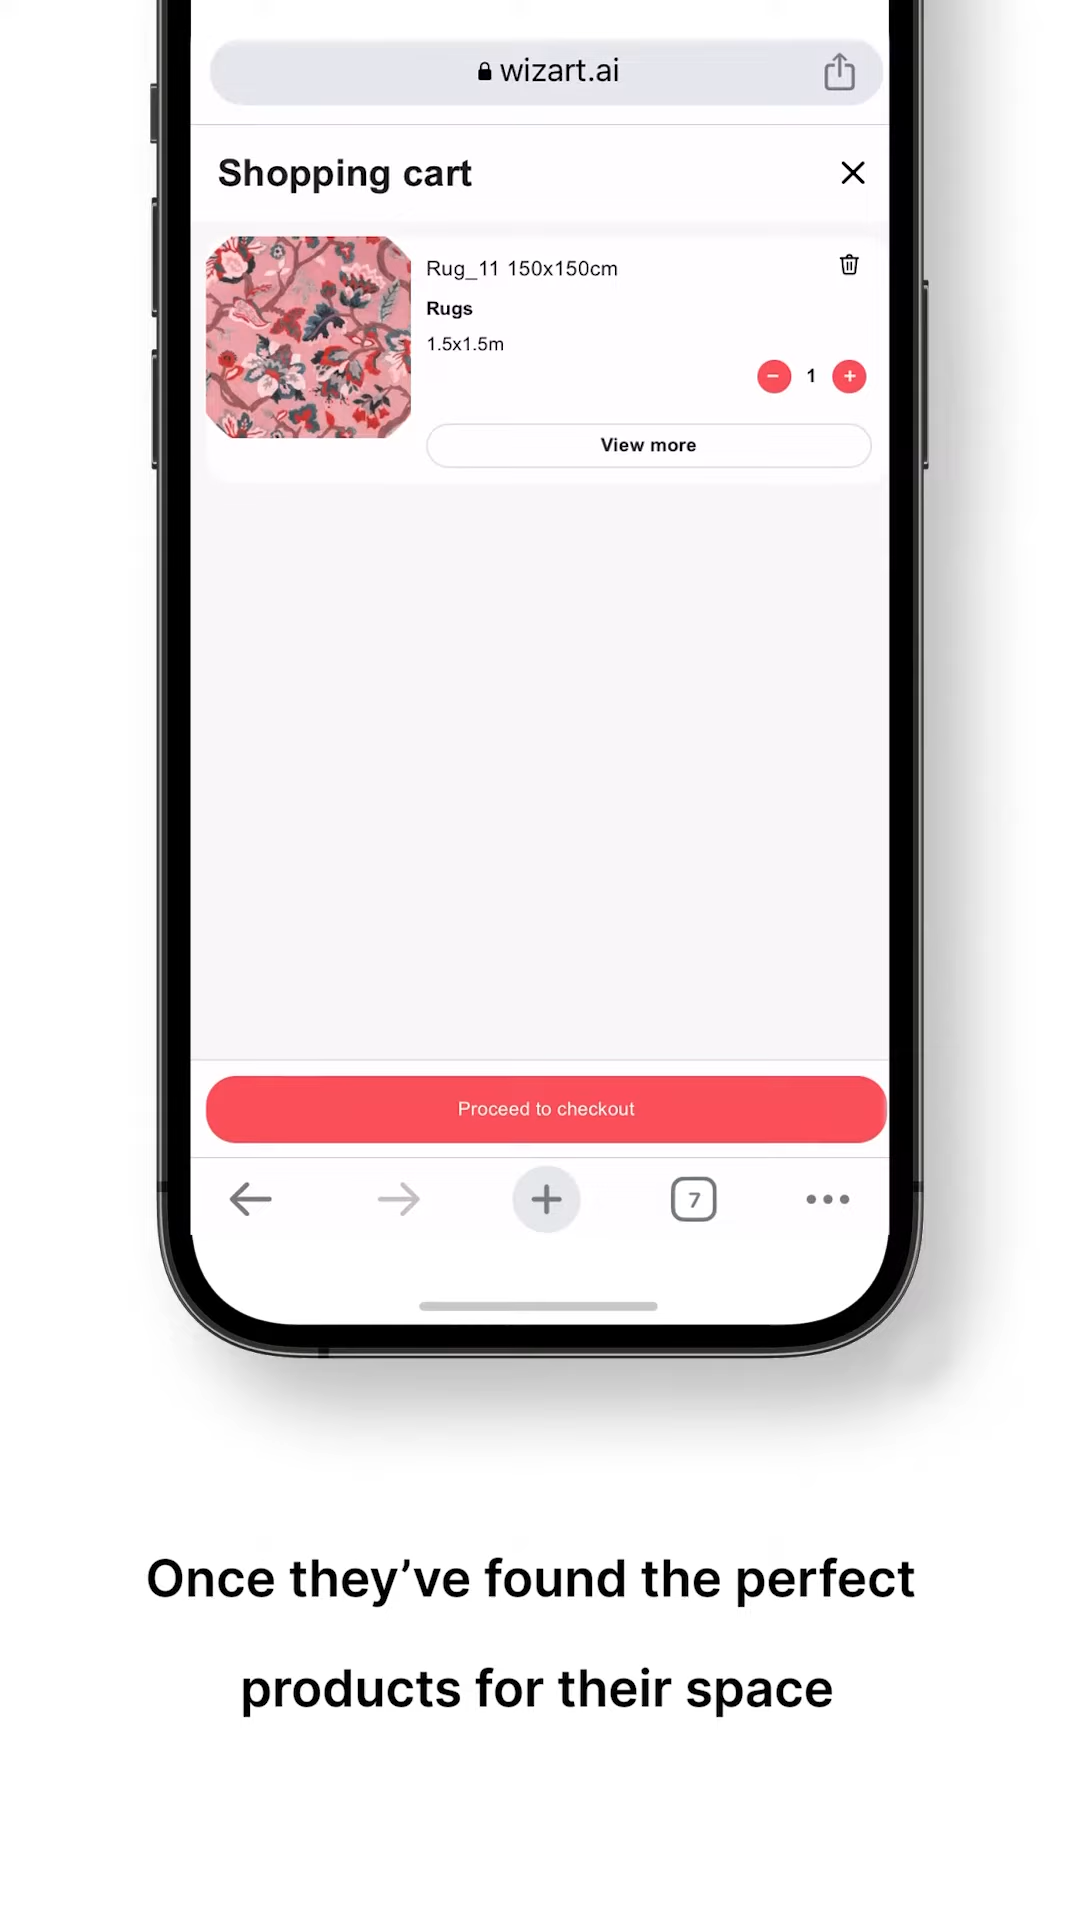 wizart.ai
Shopping cart
Rug_11 150x150cm
Rugs
1.5x1.5m
1
View more
Proceed to checkout
7
Once they’ve found the perfect
products for their space